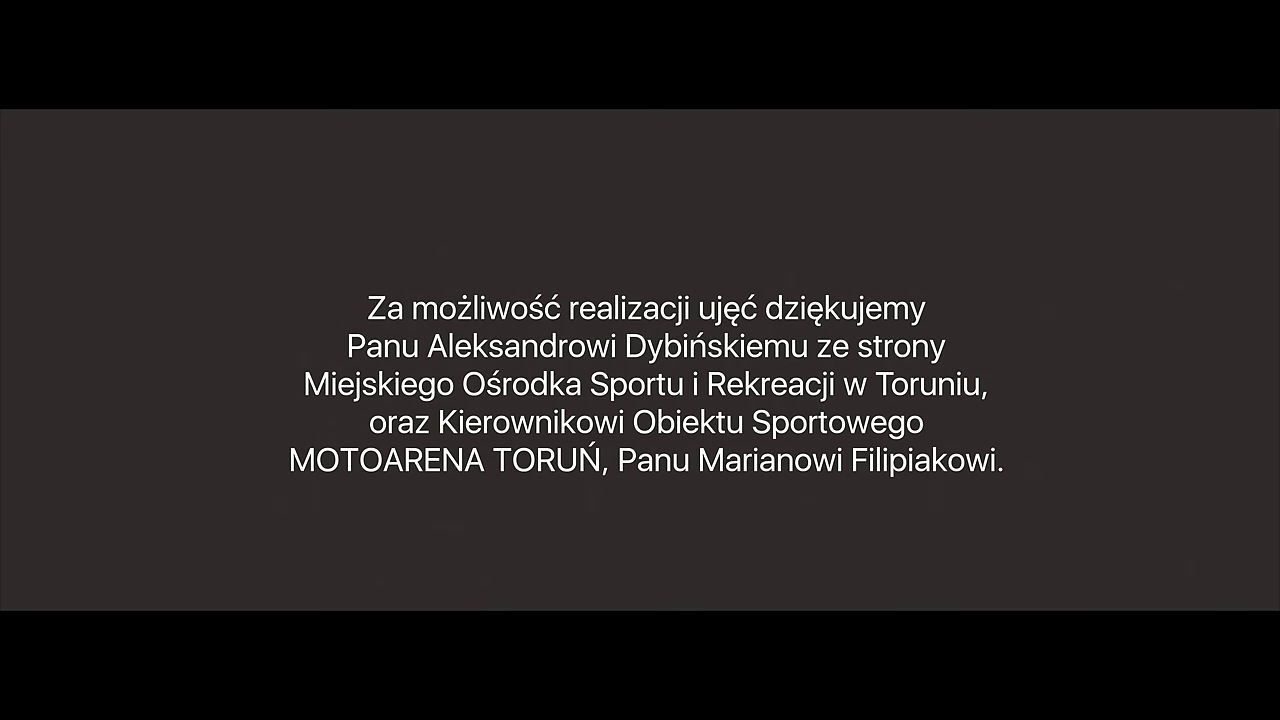 Za możliwość realizacji ujęć dziękujemy
Panu Aleksandrowi Dybińskiemu ze strony
Miejskiego Ośrodka Sportu i Rekreacji w Toruniu,
oraz Kierownikowi Obiektu Sportowego
MOTOARENA TORUŃ, Panu Marianowi Filipiakowi.